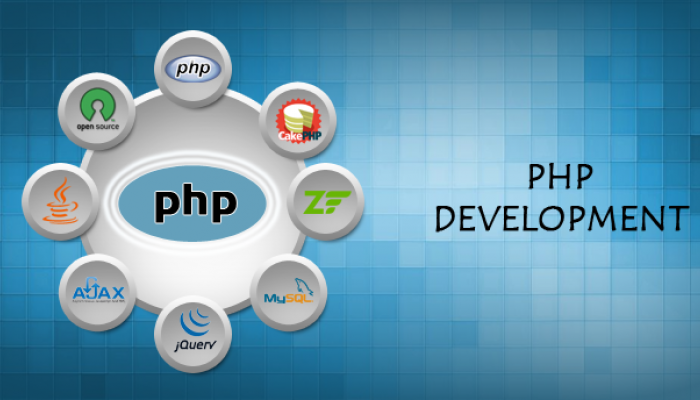 php
open source
CakePHP
php
ZF
AJAX
MySQL
jQuery
PHP
DEVELOPMENT